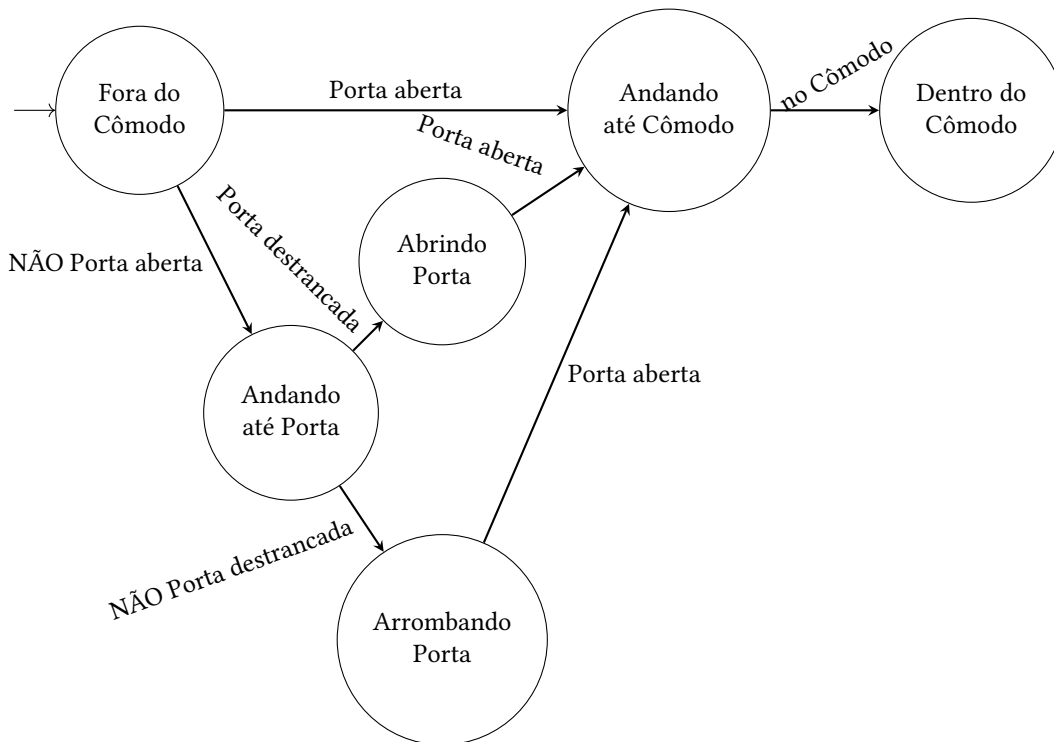 Fora do
Cômodo
Porta aberta
Andando
até Cômodo
no Cômodo
Dentro do
Cômodo
Porta aberta
Porta destrancada
Abrindo
Porta
NÃO Porta aberta
Andando
até Porta
Porta aberta
NÃO Porta destrancada
Arrombando
Porta